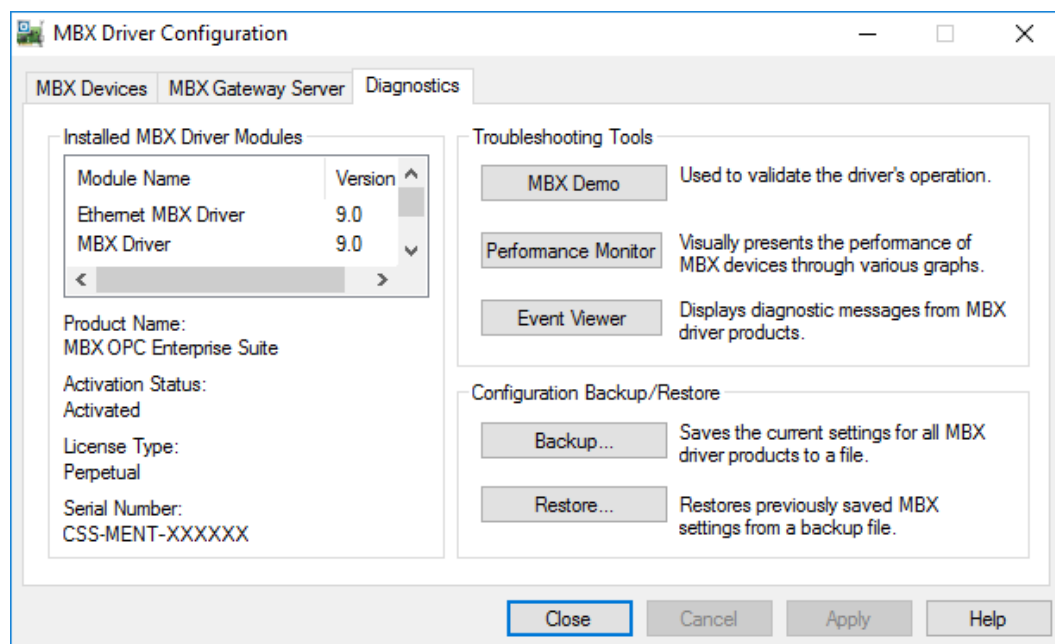 MBX Driver Configuration
MBX Devices MBX Gateway Server Diagnostics
Installed MBX Driver Modules
Module Name Version
Ethernet MBX Driver 9.0
MBX Driver 9.0
Product Name:
MBX OPC Enterprise Suite
Activation Status:
Activated
License Type:
Perpetual
Serial Number:
CSS-MENT-XXXXXX
Troubleshooting Tools
MBX Demo
Used to validate the driver's operation.
Performance Monitor
Visually presents the performance of
MBX devices through various graphs.
Event Viewer
Displays diagnostic messages from MBX
driver products.
Configuration Backup/Restore
Backup...
Saves the current settings for all MBX
driver products to a file.
Restore...
Restores previously saved MBX
settings from a backup file.
Close Cancel Apply Help